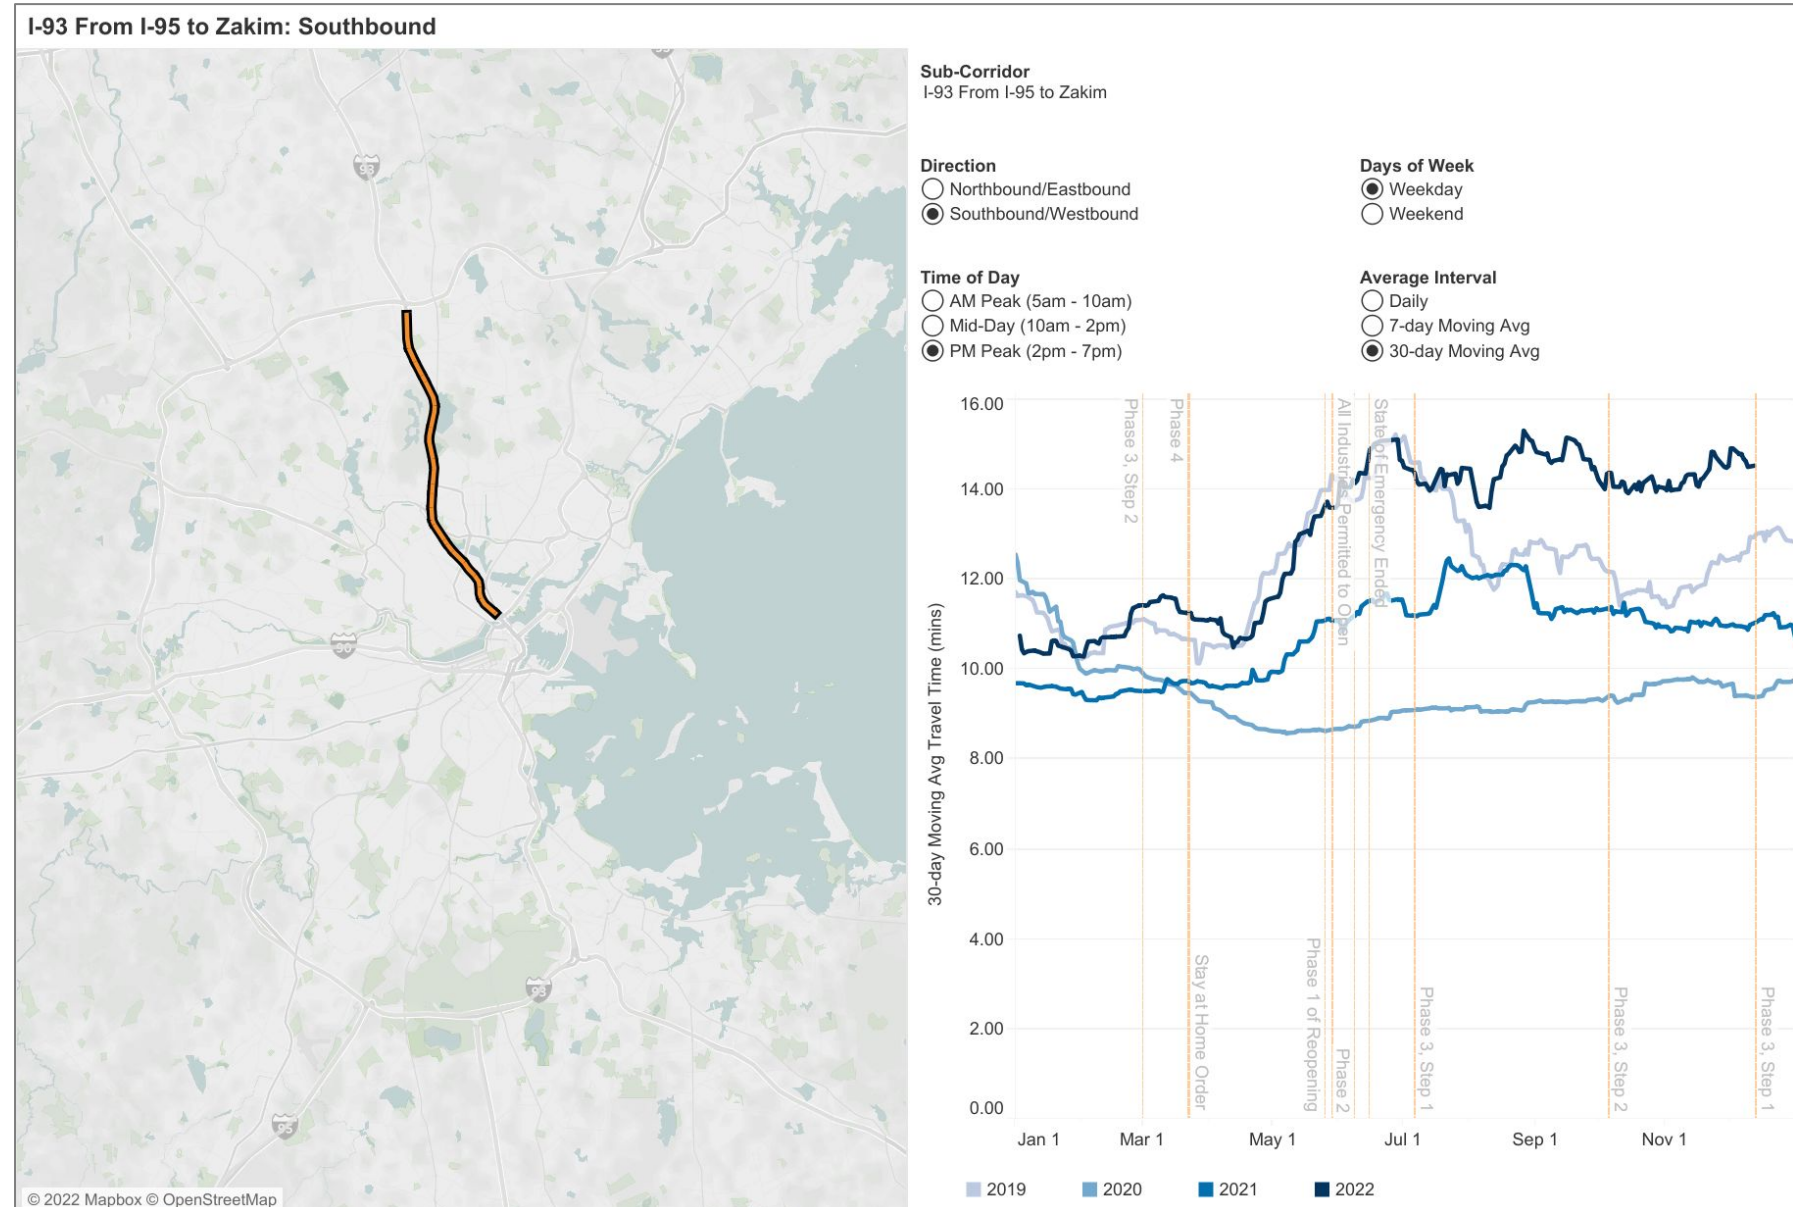 I-93 From I-95 to Zakim: Southbound
93
93
90
93
95
© 2022 Mapbox © OpenStreetMap
Sub-Corridor
I-93 From I-95 to Zakim
Direction
Northbound/Eastbound
Southbound/Westbound
Days of Week
Weekday
Weekend
Time of Day
AM Peak (5am - 10am)
Mid-Day (10am - 2pm)
PM Peak (2pm - 7pm)
Average Interval
Daily
7-day Moving Avg
30-day Moving Avg
30-day Moving Avg Travel Time (mins)
16.00
14.00
12.00
10.00
8.00
6.00
4.00
2.00
0.00
Phase 3, Step 2
Phase 4
All Industries Permitted to Open
State of Emergency Ended
Stay at Home Order
Phase 1 of Reopening
Phase 2
Phase 3, Step 1
Phase 3, Step 2
Phase 3, Step 1
Jan 1
Mar 1
May 1
Jul 1
Sep 1
Nov 1
2019
2020
2021
2022